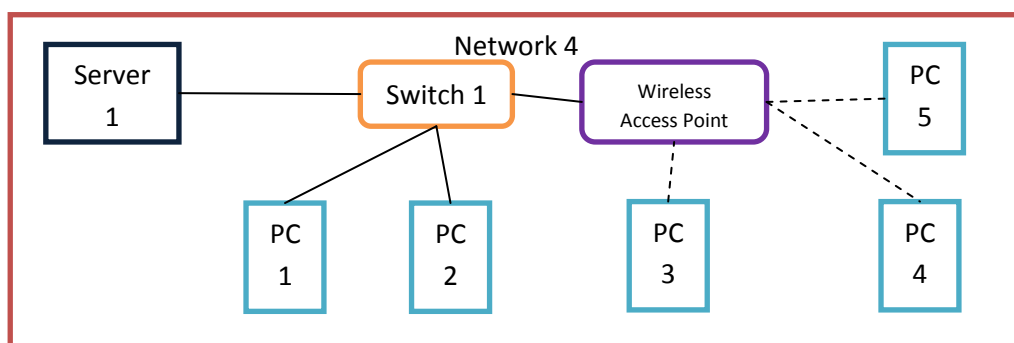 Network 4
Server
1
Switch 1
Wireless
Access Point
PC
5
PC
1
PC
2
PC
3
PC
4